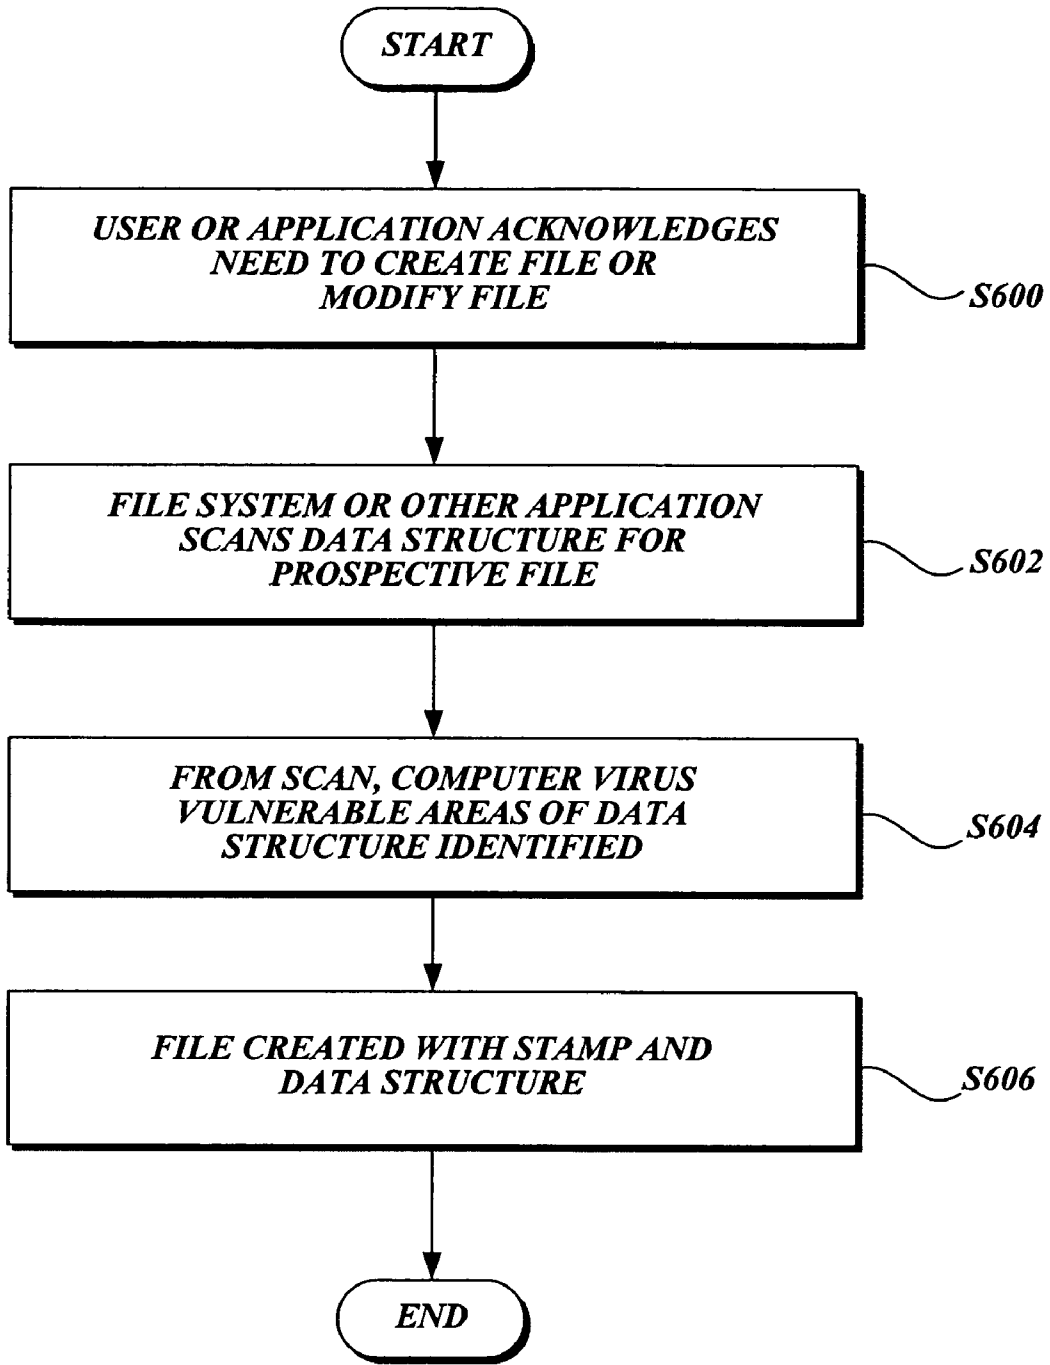 START
USER OR APPLICATION ACKNOWLEDGES
NEED TO CREATE FILE OR
MODIFY FILE
S600
FILE SYSTEM OR OTHER APPLICATION
SCANS DATA STRUCTURE FOR
PROSPECTIVE FILE
S602
FROM SCAN, COMPUTER VIRUS
VULNERABLE AREAS OF DATA
STRUCTURE IDENTIFIED
S604
FILE CREATED WITH STAMP AND
DATA STRUCTURE
S606
END